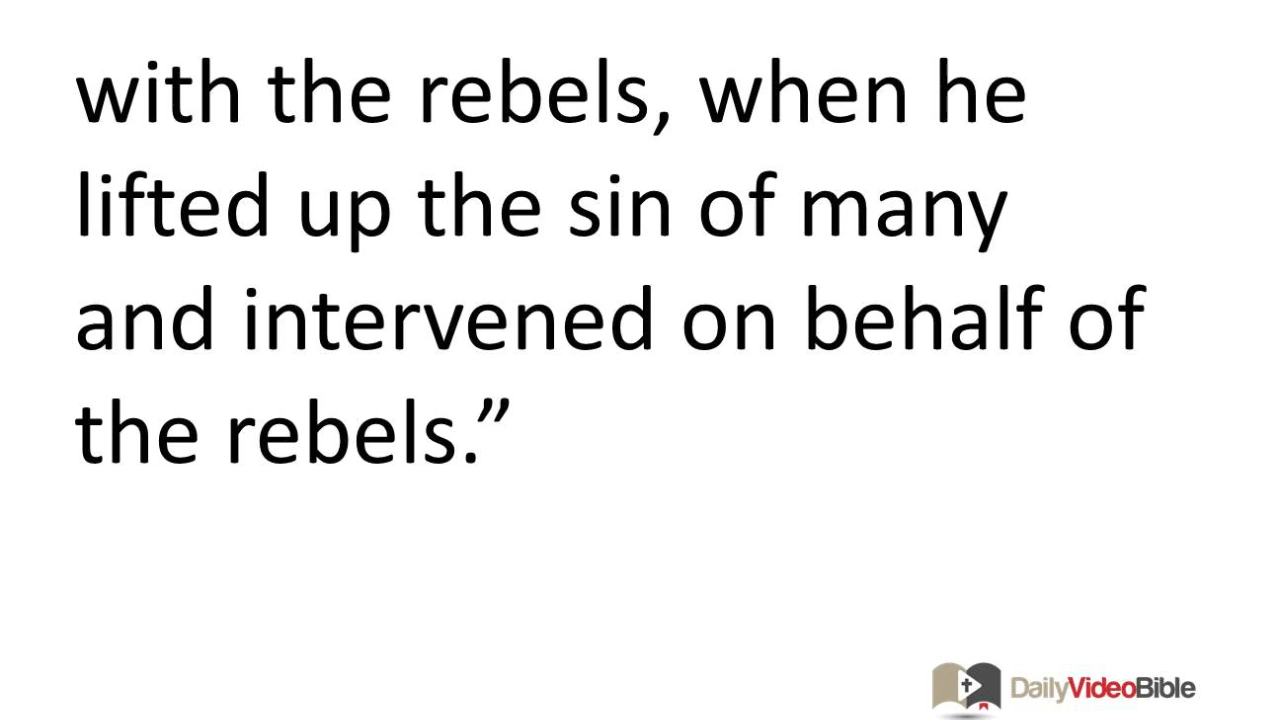 with the rebels, when he
lifted up the sin of many
and intervened on behalf of
the rebels.”
DailyVideoBible